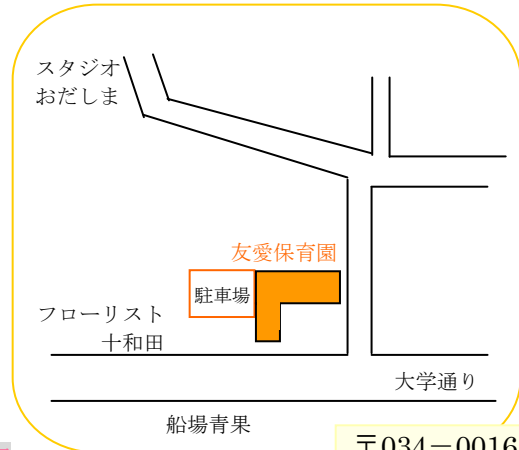 スタジオ
おだしま
友愛保育園
駐車場
フローリスト
十和田
大学通り
船場青果
〒034－0016